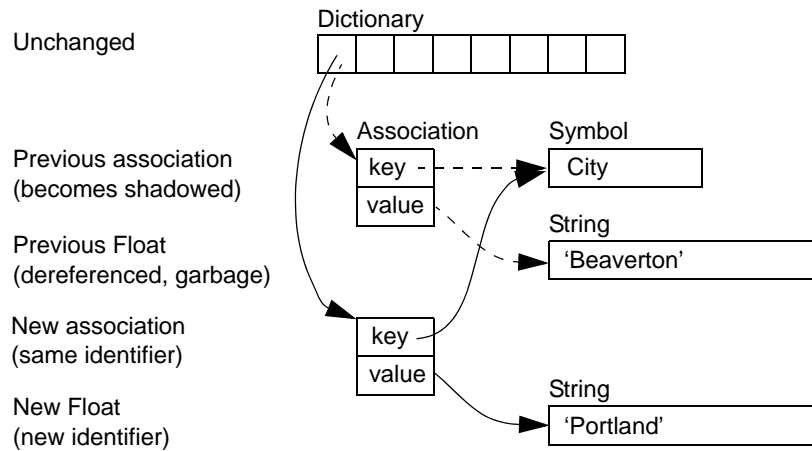 Dictionary
Unchanged
Association
Symbol
Previous association
(becomes shadowed)
key
City
value
String
Previous Float
(dereferenced, garbage)
‘Beaverton’
New association
(same identifier)
key
value
String
New Float
(new identifier)
‘Portland’